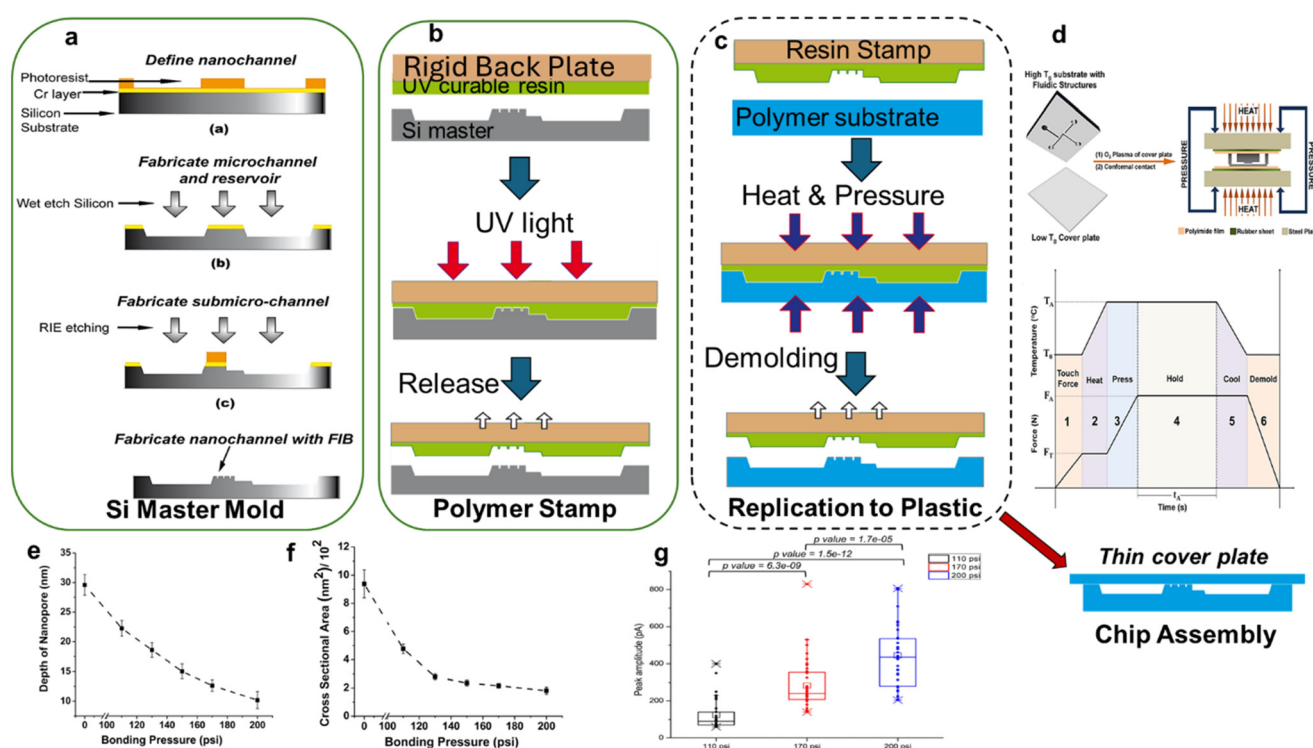 a
Define nanochannel
Photoresist
Cr layer
Silicon
Substrate
(a)
Fabricate microchannel
and reservoir
Wet etch Silicon
(b)
Fabricate submicro-channel
RIE etching
(c)
Fabricate nanochannel with FIB
Si Master Mold
b
Rigid Back Plate
UV curable resin
Si master
UV light
Release
Polymer Stamp
c
Resin Stamp
Polymer substrate
Heat & Pressure
Demolding
Replication to Plastic
d
High Tg substrate with
Fluidic Structures
(1) O2 Plasma of cover plate
(2) Conformal contact
Low Tg Cover plate
HEAT
PRESSURE
PRESSURE
HEAT
Polyimide film
Rubber sheet
Steel Pla
Temperature (°C)
TA
Force (N)
FA
FT
Touch
Force
Heat
Press
Hold
Cool
Demold
1
2
3
4
5
6
tA
Time (s)
Thin cover plate
Chip Assembly
e
Depth of Nanopore (nm)
35
30
25
20
15
10
0
100
120
140
160
180
200
Bonding Pressure (psi)
f
Cross Sectional Area (nm2)/ 102
12
10
8
6
4
2
0
0
100
120
140
160
180
200
Bonding Pressure (psi)
g
p value = 1.7e-05
p value = 1.5e-12
p value = 6.3e-09
110 psi
170 psi
200 psi
Peak amplitude (pA)
800
600
400
200
0
110 psi
170 psi
200 psi